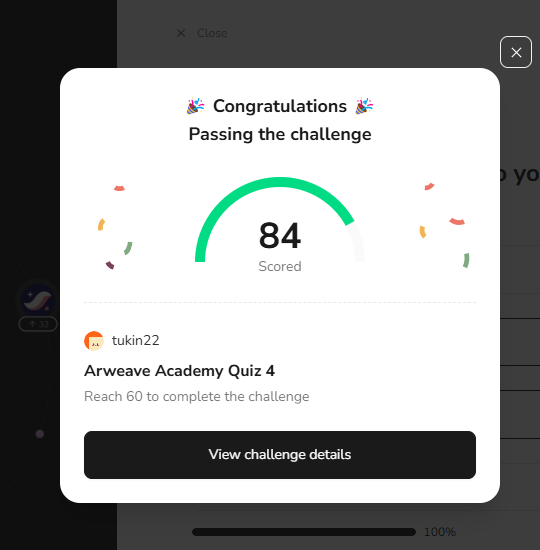 Close
Congratulations
Passing the challenge
o yo
84
Scored
32
tukin22
Arweave Academy Quiz 4
Reach 60 to complete the challenge
View challenge details
100%